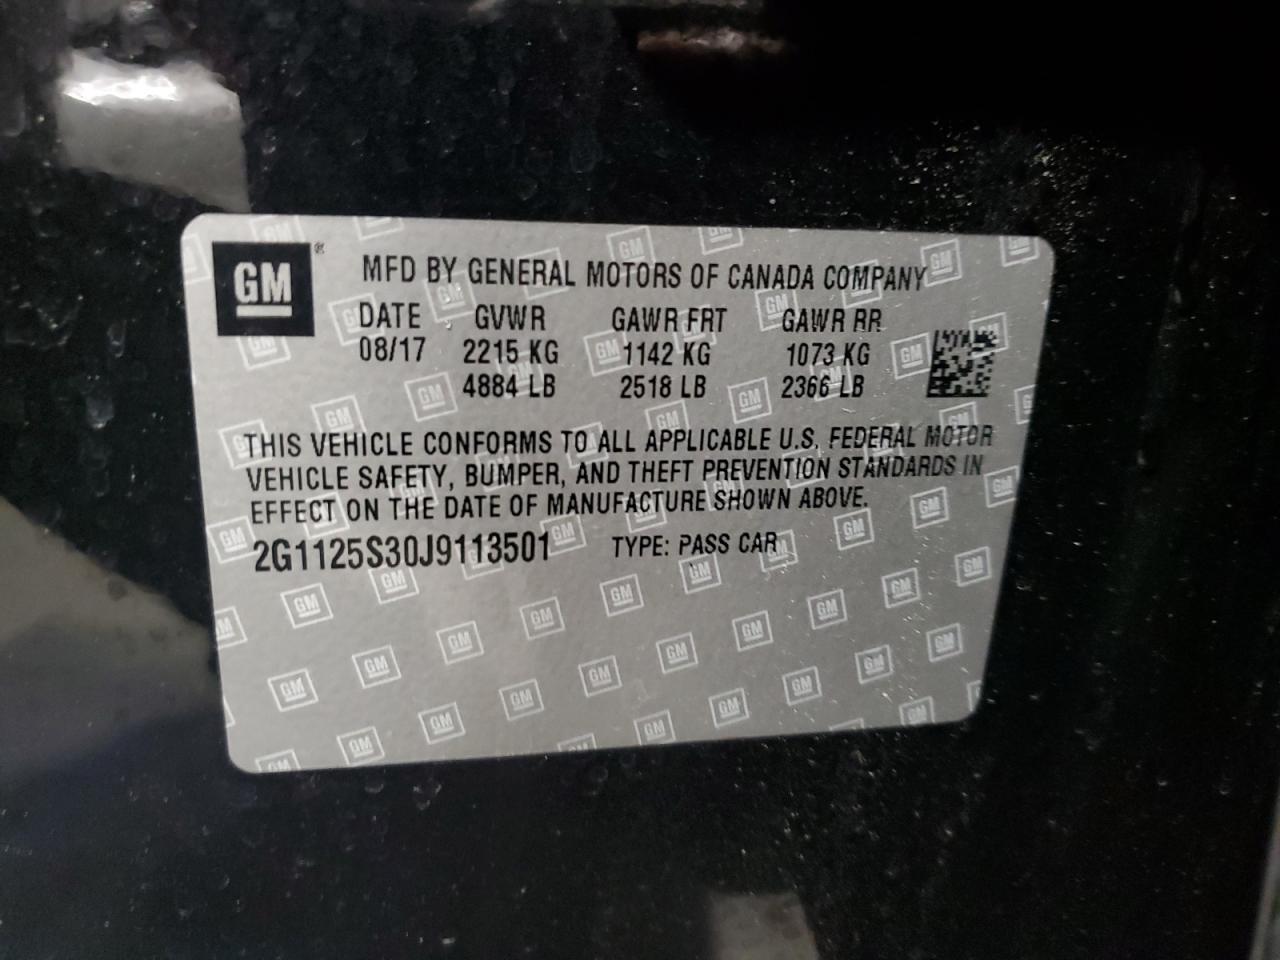 GM ®
MFD BY GENERAL MOTORS OF CANADA COMPANY
DATE GVWR GAWR FRT GAWR RR
08/17 2215 KG 1142 KG 1073 KG
4884 LB 2518 LB 2366 LB
THIS VEHICLE CONFORMS TO ALL APPLICABLE U.S. FEDERAL MOTOR
VEHICLE SAFETY, BUMPER, AND THEFT PREVENTION STANDARDS IN
EFFECT ON THE DATE OF MANUFACTURE SHOWN ABOVE.
2G1125S30J9113501 TYPE: PASS CAR